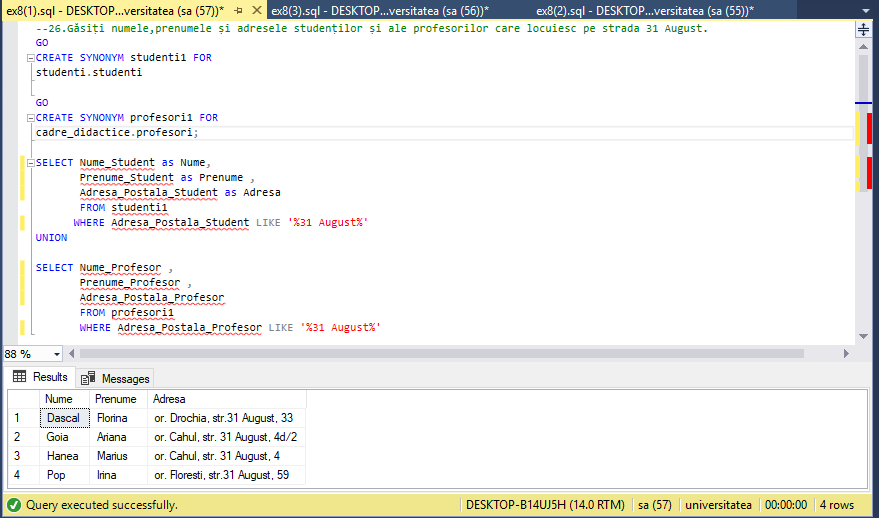 ex8(1).sql - DESKTOP...versitatea (sa (57))* ex8(3).sql - DESKTOP...versitatea (sa (56))* ex8(2).sql - DESKTOP...versitatea (sa (55))*
--26.Găsiți numele,prenumele și adresele studenților și ale profesorilor care locuiesc pe strada 31 August.
GO
CREATE SYNONYM studenti1 FOR
studenti.studenti
GO
CREATE SYNONYM profesori1 FOR
cadre_didactice.profesori;
SELECT Nume_Student as Nume,
Prenume_Student as Prenume ,
Adresa_Postala_Student as Adresa
FROM studenti1
WHERE Adresa_Postala_Student LIKE '%31 August%'
UNION
SELECT Nume_Profesor ,
Prenume_Profesor ,
Adresa_Postala_Profesor
FROM profesori1
WHERE Adresa_Postala_Profesor LIKE '%31 August%'
88 %
Results Messages
Nume Prenume Adresa
1 Dascal Florina or. Drochia, str.31 August, 33
2 Goia Ariana or. Cahul, str. 31 August, 4d/2
3 Hanea Marius or. Cahul, str. 31 August, 4
4 Pop Irina or. Floresti, str.31 August, 59
Query executed successfully. DESKTOP-B14UJ5H (14.0 RTM) sa (57) universitatea 00:00:00 4 rows